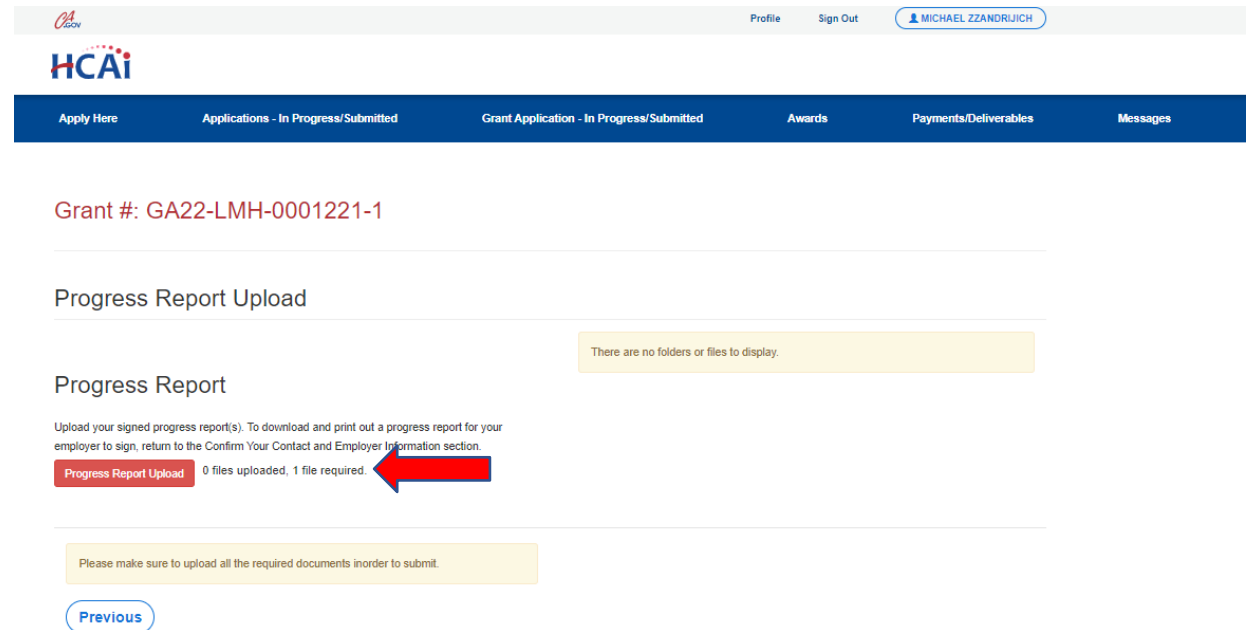 CA.GOV
Profile Sign Out MICHAEL ZZANDRIJICH
HCAi
Apply Here Applications - In Progress/Submitted Grant Application - In Progress/Submitted Awards Payments/Deliverables Messages
Grant #: GA22-LMH-0001221-1
Progress Report Upload
There are no folders or files to display.
Progress Report
Upload your signed progress report(s). To download and print out a progress report for your
employer to sign, return to the Confirm Your Contact and Employer Information section.
Progress Report Upload 0 files uploaded, 1 file required.
Please make sure to upload all the required documents inorder to submit.
Previous